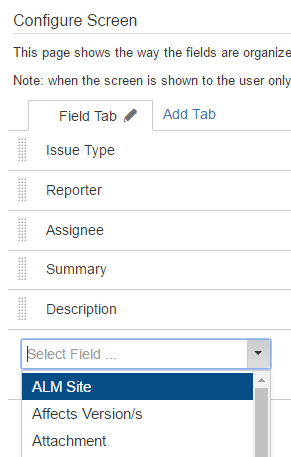 Configure Screen
This page shows the way the fields are organize
Note: when the screen is shown to the user only
Field Tab Add Tab
Issue Type
Reporter
Assignee
Summary
Description
Select Field ...
ALM Site
Affects Version/s
Attachment